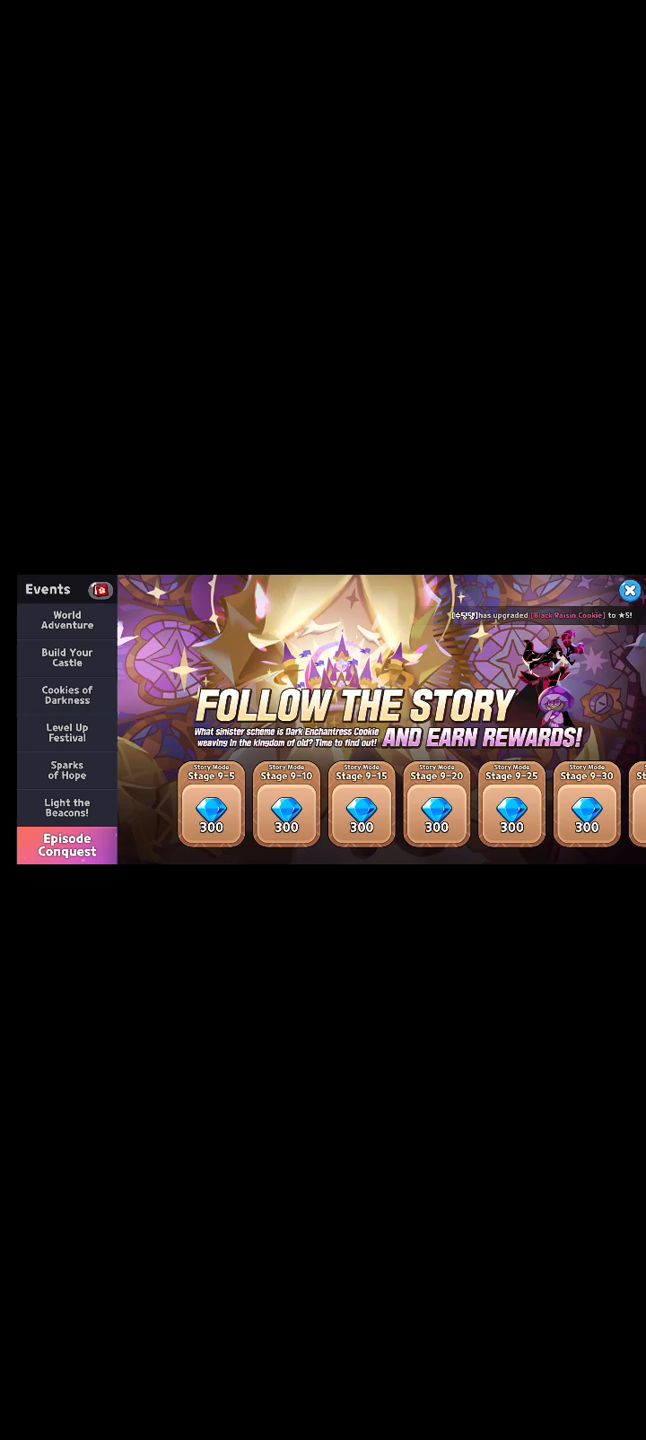 Events
World
Adventure
Build Your
Castle
Cookies of
Darkness
Level Up
Festival
Sparks
of Hope
Light the
Beacons!
Episode
Conquest
has upgraded [Black Raisin Cookie] to ★5!
FOLLOW THE STORY
What sinister scheme is Dark Enchantress Cookie
weaving in the kingdom of old? Time to find out!
AND EARN REWARDS!
Story Mode
Stage 9-5
300
Story Mode
Stage 9-10
300
Story Mode
Stage 9-15
300
Story Mode
Stage 9-20
300
Story Mode
Stage 9-25
300
Story Mode
Stage 9-30
300